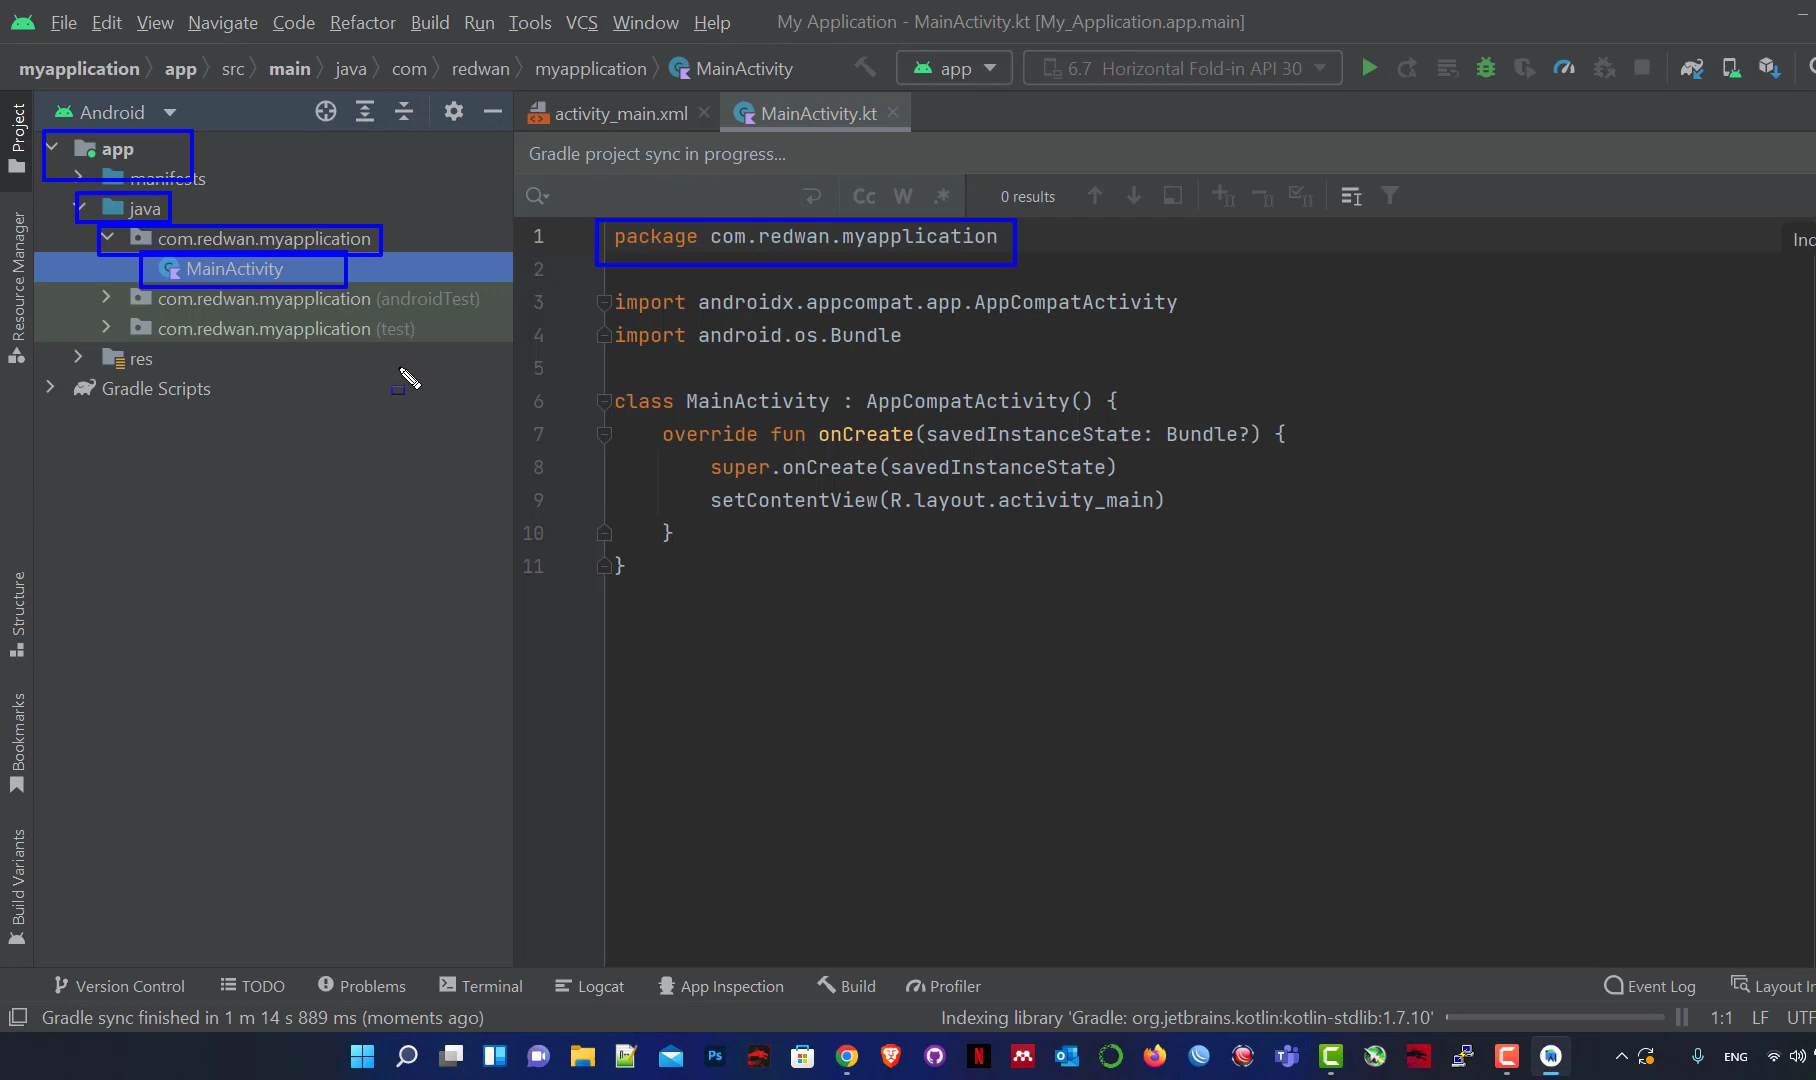 File Edit View Navigate Code Refactor Build Run Tools VCS Window Help My Application - MainActivity.kt [My_Application.app.main]
myapplication app src main java com redwan myapplication MainActivity app 6.7 Horizontal Fold-in API 30
Android
activity_main.xml MainActivity.kt
Project
Resource Manager
Structure
Bookmarks
Build Variants
app
manifests
java
com.redwan.myapplication
MainActivity
com.redwan.myapplication (androidTest)
com.redwan.myapplication (test)
res
Gradle Scripts
Gradle project sync in progress...
Cc W .* 0 results
1 package com.redwan.myapplication
2
3 import androidx.appcompat.app.AppCompatActivity
4 import android.os.Bundle
5
6 class MainActivity : AppCompatActivity() {
7 override fun onCreate(savedInstanceState: Bundle?) {
8 super.onCreate(savedInstanceState)
9 setContentView(R.layout.activity_main)
10 }
11 }
Version Control TODO Problems Terminal Logcat App Inspection Build Profiler Event Log Layout
Gradle sync finished in 1 m 14 s 889 ms (moments ago) Indexing library 'Gradle: org.jetbrains.kotlin:kotlin-stdlib:1.7.10' 1:1 LF UTF
Ps N ENG